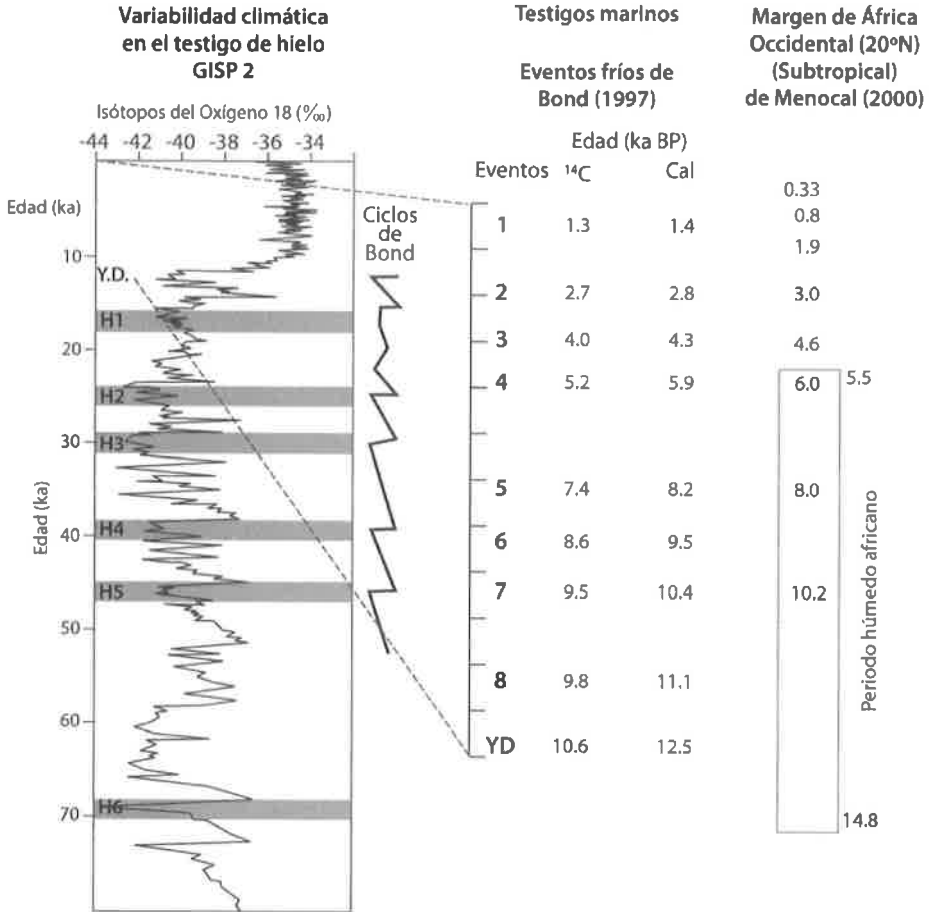 Variabilidad climática
en el testigo de hielo
GISP 2
Isótopos del Oxígeno 18 (‰)
-44 -42 -40 -38 -36 -34
Edad (ka)
10
Y.D.
H1
20
H2
30
H3
Edad (ka)
40
H4
H5
50
60
H6
70
Ciclos
de
Bond
Testigos marinos
Eventos fríos de
Bond (1997)
Edad (ka BP)
Eventos 14C Cal
1 1.3 1.4
2 2.7 2.8
3 4.0 4.3
4 5.2 5.9
5 7.4 8.2
6 8.6 9.5
7 9.5 10.4
8 9.8 11.1
YD 10.6 12.5
Margen de África
Occidental (20ºN)
(Subtropical)
de Menocal (2000)
0.33
0.8
1.9
3.0
4.6
6.0 5.5
8.0
10.2
14.8
Periodo húmedo africano